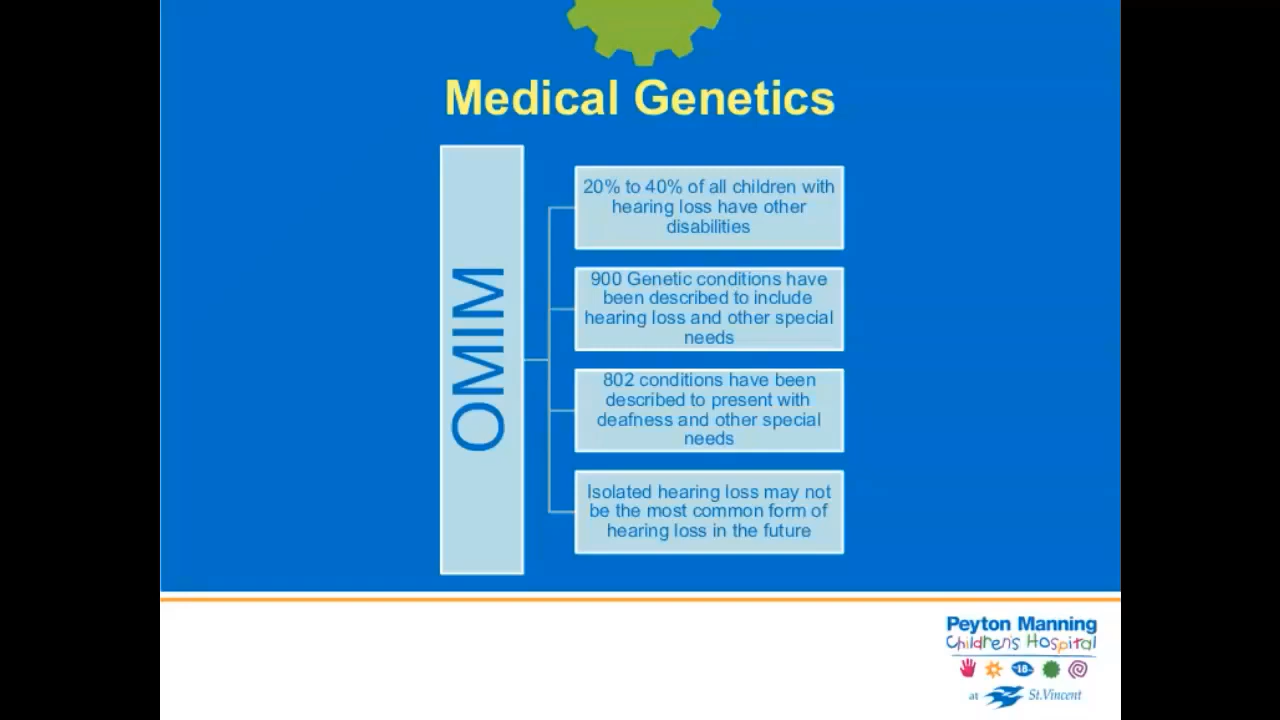 Medical Genetics
OMIM
20% to 40% of all children with
hearing loss have other
disabilities
900 Genetic conditions have
been described to include
hearing loss and other special
needs
802 conditions have been
described to present with
deafness and other special
needs
Isolated hearing loss may not
be the most common form of
hearing loss in the future
Peyton Manning
Children's Hospital
18
at St.Vincent